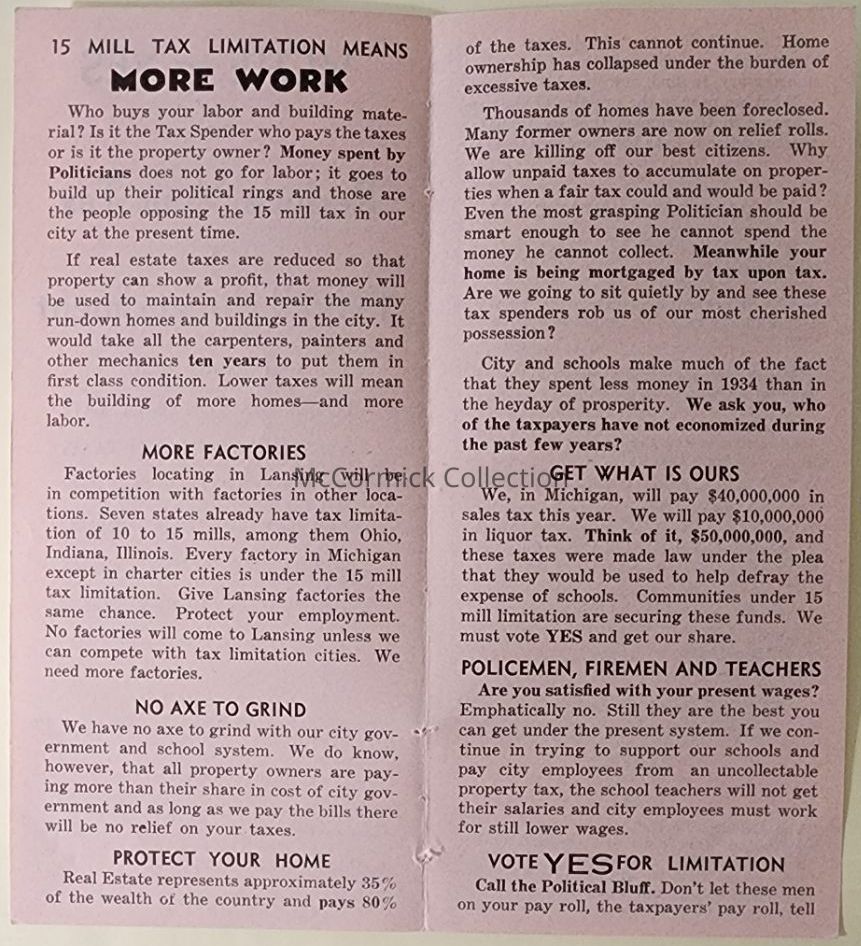 15 MILL TAX LIMITATION MEANS
MORE WORK
Who buys your labor and building mate-
rial? Is it the Tax Spender who pays the taxes
or is it the property owner? Money spent by
Politicians does not go for labor; it goes to
build up their political rings and those are
the people opposing the 15 mill tax in our
city at the present time.
If real estate taxes are reduced so that
property can show a profit, that money will
be used to maintain and repair the many
run-down homes and buildings in the city. It
would take all the carpenters, painters and
other mechanics ten years to put them in
first class condition. Lower taxes will mean
the building of more homes—and more
labor.
MORE FACTORIES
Factories locating in Lansing will be
in competition with factories in other loca-
tions. Seven states already have tax limita-
tion of 10 to 15 mills, among them Ohio,
Indiana, Illinois. Every factory in Michigan
except in charter cities is under the 15 mill
tax limitation. Give Lansing factories the
same chance. Protect your employment.
No factories will come to Lansing unless we
can compete with tax limitation cities. We
need more factories.
NO AXE TO GRIND
We have no axe to grind with our city gov-
ernment and school system. We do know,
however, that all property owners are pay-
ing more than their share in cost of city gov-
ernment and as long as we pay the bills there
will be no relief on your taxes.
PROTECT YOUR HOME
Real Estate represents approximately 35%
of the wealth of the country and pays 80%
of the taxes. This cannot continue. Home
ownership has collapsed under the burden of
excessive taxes.
Thousands of homes have been foreclosed.
Many former owners are now on relief rolls.
We are killing off our best citizens. Why
allow unpaid taxes to accumulate on proper-
ties when a fair tax could and would be paid?
Even the most grasping Politician should be
smart enough to see he cannot spend the
money he cannot collect. Meanwhile your
home is being mortgaged by tax upon tax.
Are we going to sit quietly by and see these
tax spenders rob us of our most cherished
possession?
City and schools make much of the fact
that they spent less money in 1934 than in
the heyday of prosperity. We ask you, who
of the taxpayers have not economized during
the past few years?
GET WHAT IS OURS
We, in Michigan, will pay $40,000,000 in
sales tax this year. We will pay $10,000,000
in liquor tax. Think of it, $50,000,000, and
these taxes were made law under the plea
that they would be used to help defray the
expense of schools. Communities under 15
mill limitation are securing these funds. We
must vote YES and get our share.
POLICEMEN, FIREMEN AND TEACHERS
Are you satisfied with your present wages?
Emphatically no. Still they are the best you
can get under the present system. If we con-
tinue in trying to support our schools and
pay city employees from an uncollectable
property tax, the school teachers will not get
their salaries and city employees must work
for still lower wages.
VOTE YES FOR LIMITATION
Call the Political Bluff. Don't let these men
on your pay roll, the taxpayers' pay roll, tell
McCormick Collection